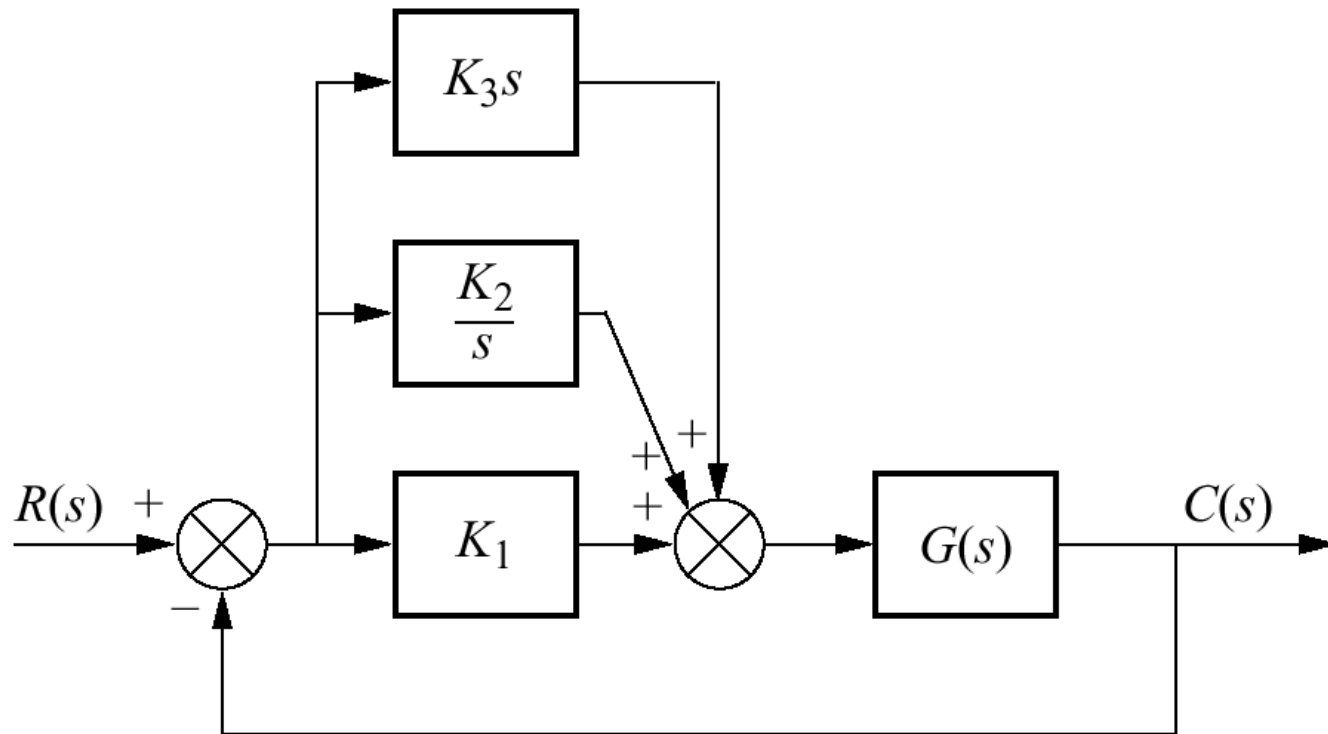 K₃s
K₂
s
+
+
R(s) + K₁ + G(s) C(s)
−